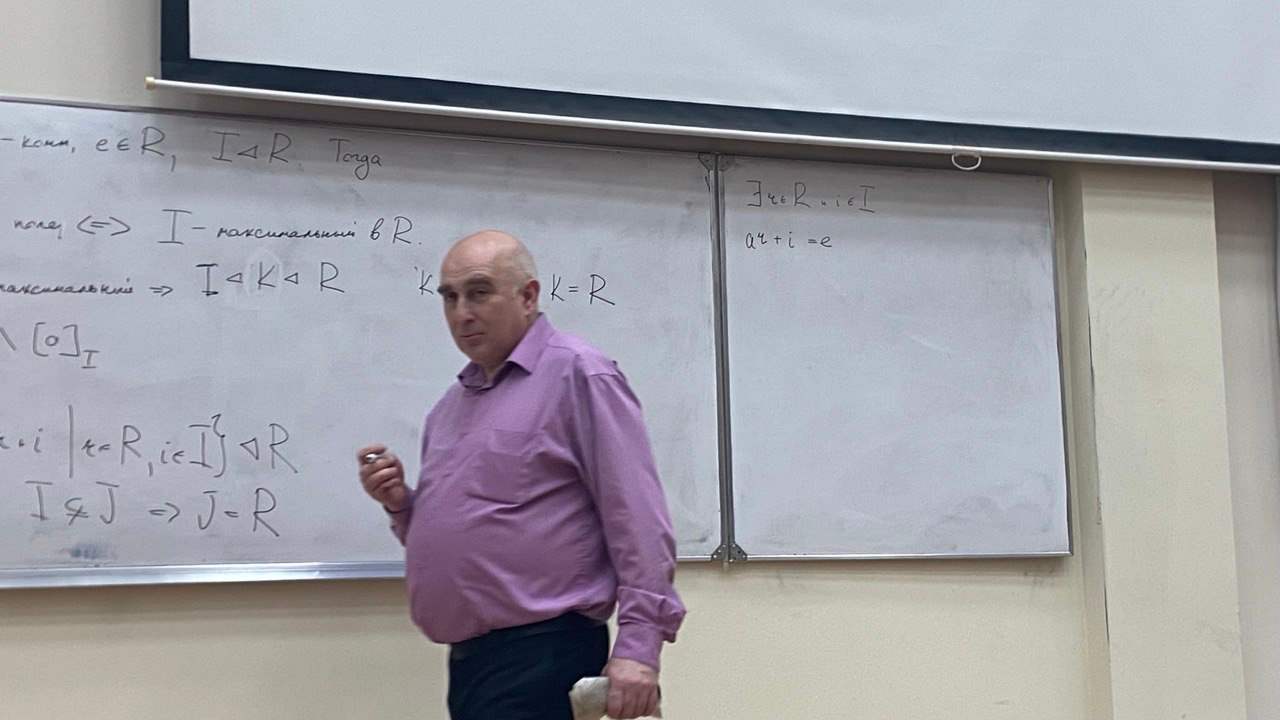 - комм, e ∈ R, I ◁ R. Тогда
поле, <=> I - максимальный в R.
максимальный => I ◁ K ◁ R K = R
\ [0]_I
+ i | r ∈ R, i ∈ I} ◁ R
I ⊊ J => J = R
∃ r ∈ R и i ∈ I
ar + i = e